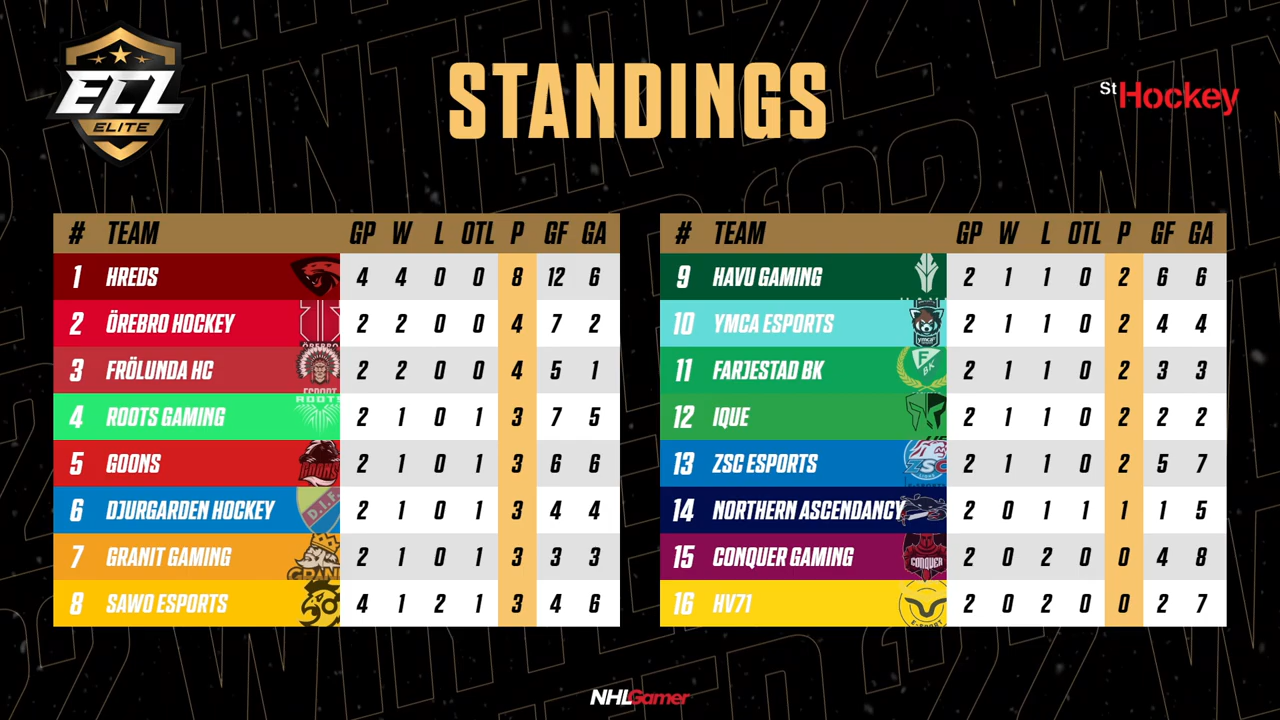 ECL
ELITE
STANDINGS
St Hockey
# TEAM GP W L OTL P GF GA
1 HREDS 4 4 0 0 8 12 6
2 ÖREBRO HOCKEY 2 2 0 0 4 7 2
3 FRÖLUNDA HC 2 2 0 0 4 5 1
4 ROOTS GAMING 2 1 0 1 3 7 5
5 GOONS 2 1 0 1 3 6 6
6 DJURGARDEN HOCKEY 2 1 0 1 3 4 4
7 GRANIT GAMING 2 1 0 1 3 3 3
8 SAWO ESPORTS 4 1 2 1 3 4 6
# TEAM GP W L OTL P GF GA
9 HAVU GAMING 2 1 1 0 2 6 6
10 YMCA ESPORTS 2 1 1 0 2 4 4
11 FARJESTAD BK 2 1 1 0 2 3 3
12 IQUE 2 1 1 0 2 2 2
13 ZSC ESPORTS 2 1 1 0 2 5 7
14 NORTHERN ASCENDANCY 2 0 1 1 1 1 5
15 CONQUER GAMING 2 0 2 0 0 4 8
16 HV71 2 0 2 0 0 2 7
NHLGamer